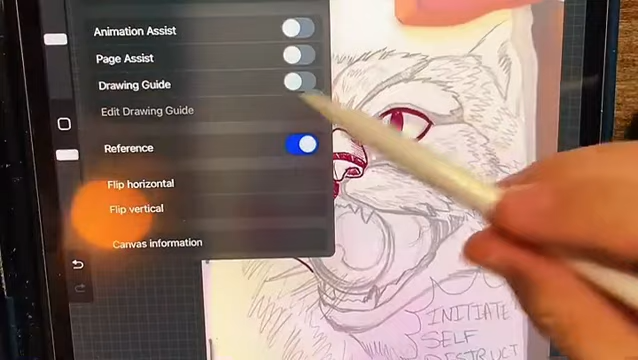 Animation Assist
Page Assist
Drawing Guide
Edit Drawing Guide
Reference
Flip horizontal
Flip vertical
Canvas information
INITIATE
SELF
DESTRUCT